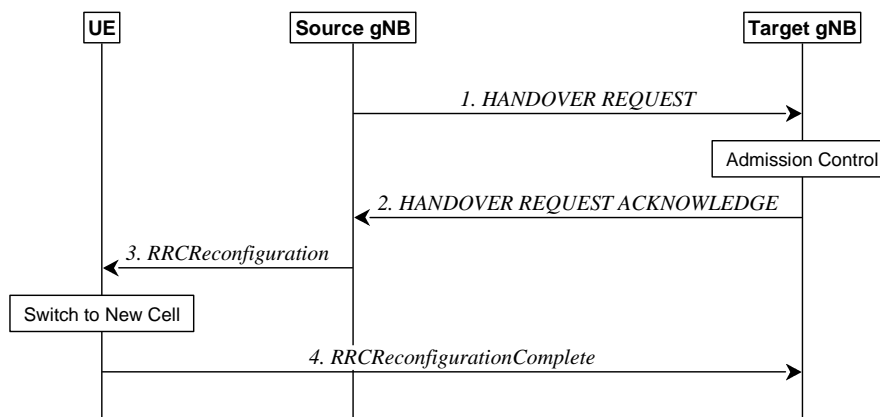 UE
Source gNB
Target gNB
1. HANDOVER REQUEST
Admission Control
2. HANDOVER REQUEST ACKNOWLEDGE
3. RRCReconfiguration
Switch to New Cell
4. RRCReconfigurationComplete